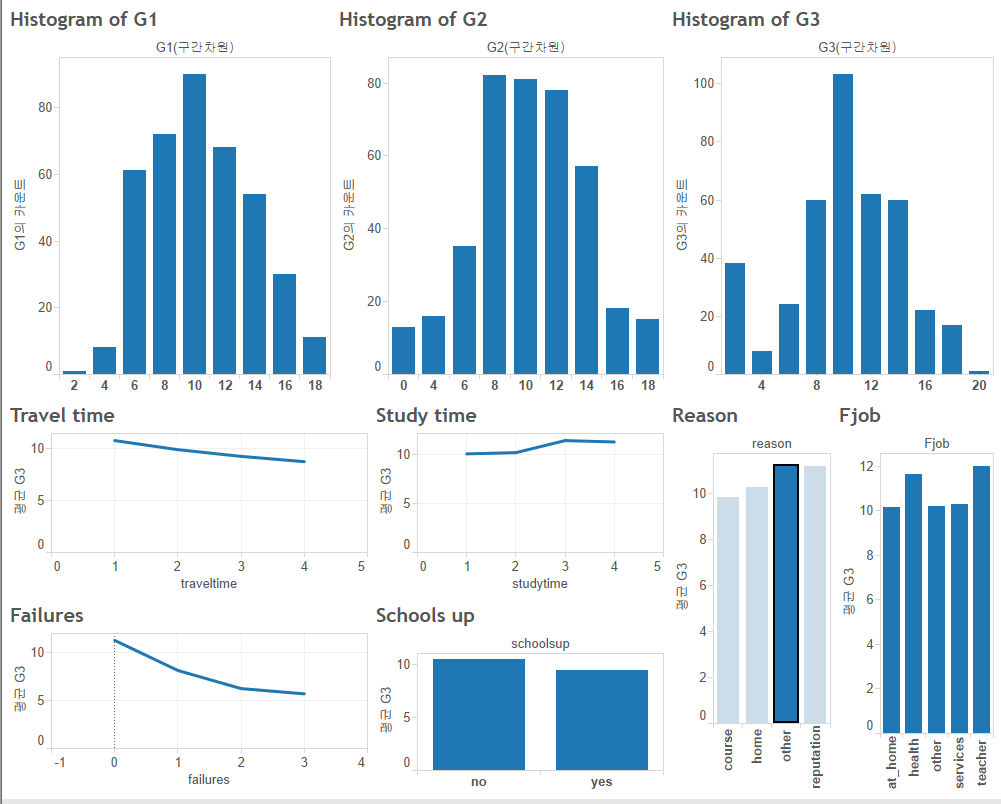 Histogram of G1
G1(구간차원)
G1의 카운트
80
60
40
20
0
2 4 6 8 10 12 14 16 18
Histogram of G2
G2(구간차원)
G2의 카운트
80
60
40
20
0
0 4 6 8 10 12 14 16 18
Histogram of G3
G3(구간차원)
G3의 카운트
100
80
60
40
20
0
4 8 12 16 20
Travel time
평균 G3
10
5
0
0 1 2 3 4 5
traveltime
Study time
평균 G3
10
5
0
0 1 2 3 4 5
studytime
Reason
reason
평균 G3
10
8
6
4
2
0
course
home
other
reputation
Fjob
Fjob
평균 G3
12
10
8
6
4
2
0
at_home
health
other
services
teacher
Failures
평균 G3
10
5
0
-1 0 1 2 3 4
failures
Schools up
schoolsup
평균 G3
10
5
0
no yes